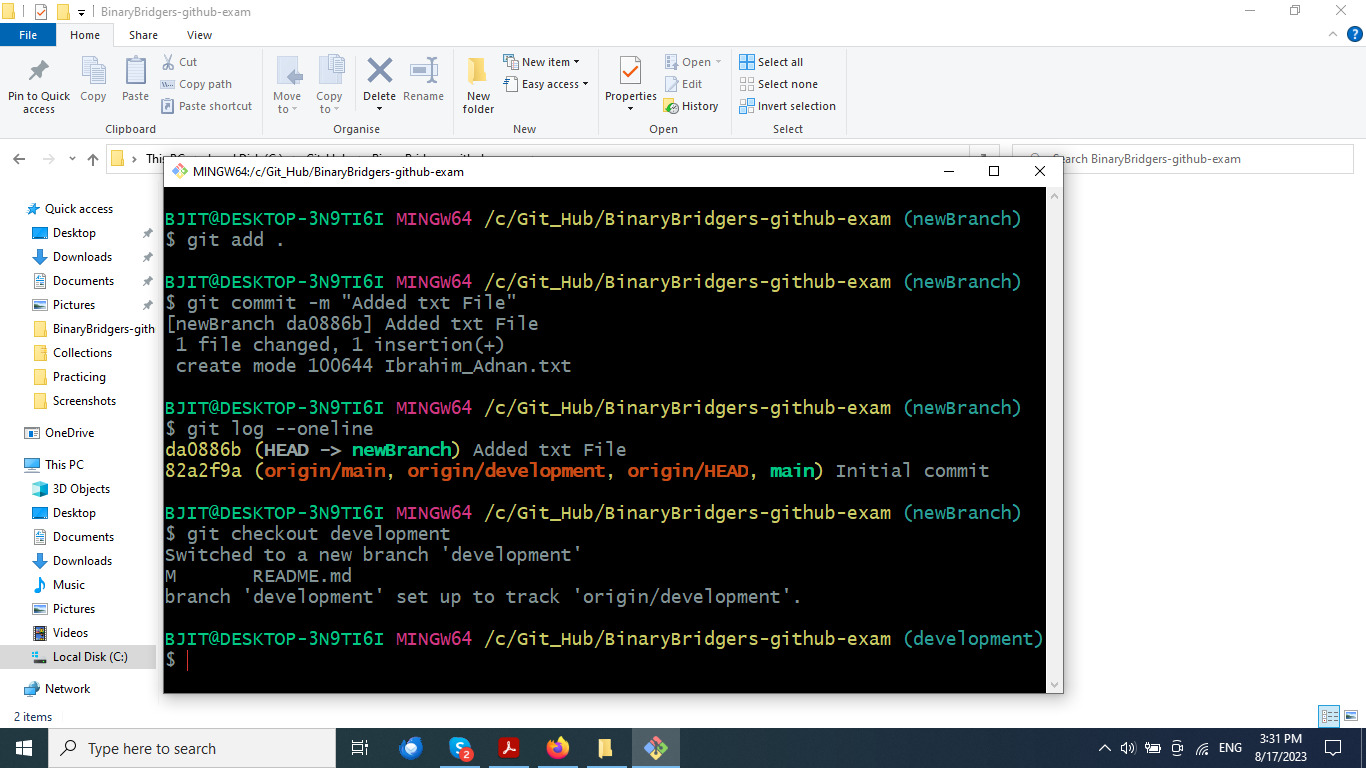 BinaryBridgers-github-exam
File Home Share View
Pin to Quick access
Copy
Paste
Cut
Copy path
Paste shortcut
Clipboard
Move to
Copy to
Delete
Rename
Organise
New folder
New item
Easy access
New
Properties
Open
Edit
History
Open
Select all
Select none
Invert selection
Select
Search BinaryBridgers-github-exam
Quick access
Desktop
Downloads
Documents
Pictures
BinaryBridgers-gith
Collections
Practicing
Screenshots
OneDrive
This PC
3D Objects
Desktop
Documents
Downloads
Music
Pictures
Videos
Local Disk (C:)
Network
2 items
MINGW64:/c/Git_Hub/BinaryBridgers-github-exam
BJIT@DESKTOP-3N9TI6I MINGW64 /c/Git_Hub/BinaryBridgers-github-exam (newBranch)
$ git add .
BJIT@DESKTOP-3N9TI6I MINGW64 /c/Git_Hub/BinaryBridgers-github-exam (newBranch)
$ git commit -m "Added txt File"
[newBranch da0886b] Added txt File
1 file changed, 1 insertion(+)
create mode 100644 Ibrahim_Adnan.txt
BJIT@DESKTOP-3N9TI6I MINGW64 /c/Git_Hub/BinaryBridgers-github-exam (newBranch)
$ git log --oneline
da0886b (HEAD -> newBranch) Added txt File
82a2f9a (origin/main, origin/development, origin/HEAD, main) Initial commit
BJIT@DESKTOP-3N9TI6I MINGW64 /c/Git_Hub/BinaryBridgers-github-exam (newBranch)
$ git checkout development
Switched to a new branch 'development'
M README.md
branch 'development' set up to track 'origin/development'.
BJIT@DESKTOP-3N9TI6I MINGW64 /c/Git_Hub/BinaryBridgers-github-exam (development)
$
Type here to search
2
ENG
3:31 PM
8/17/2023